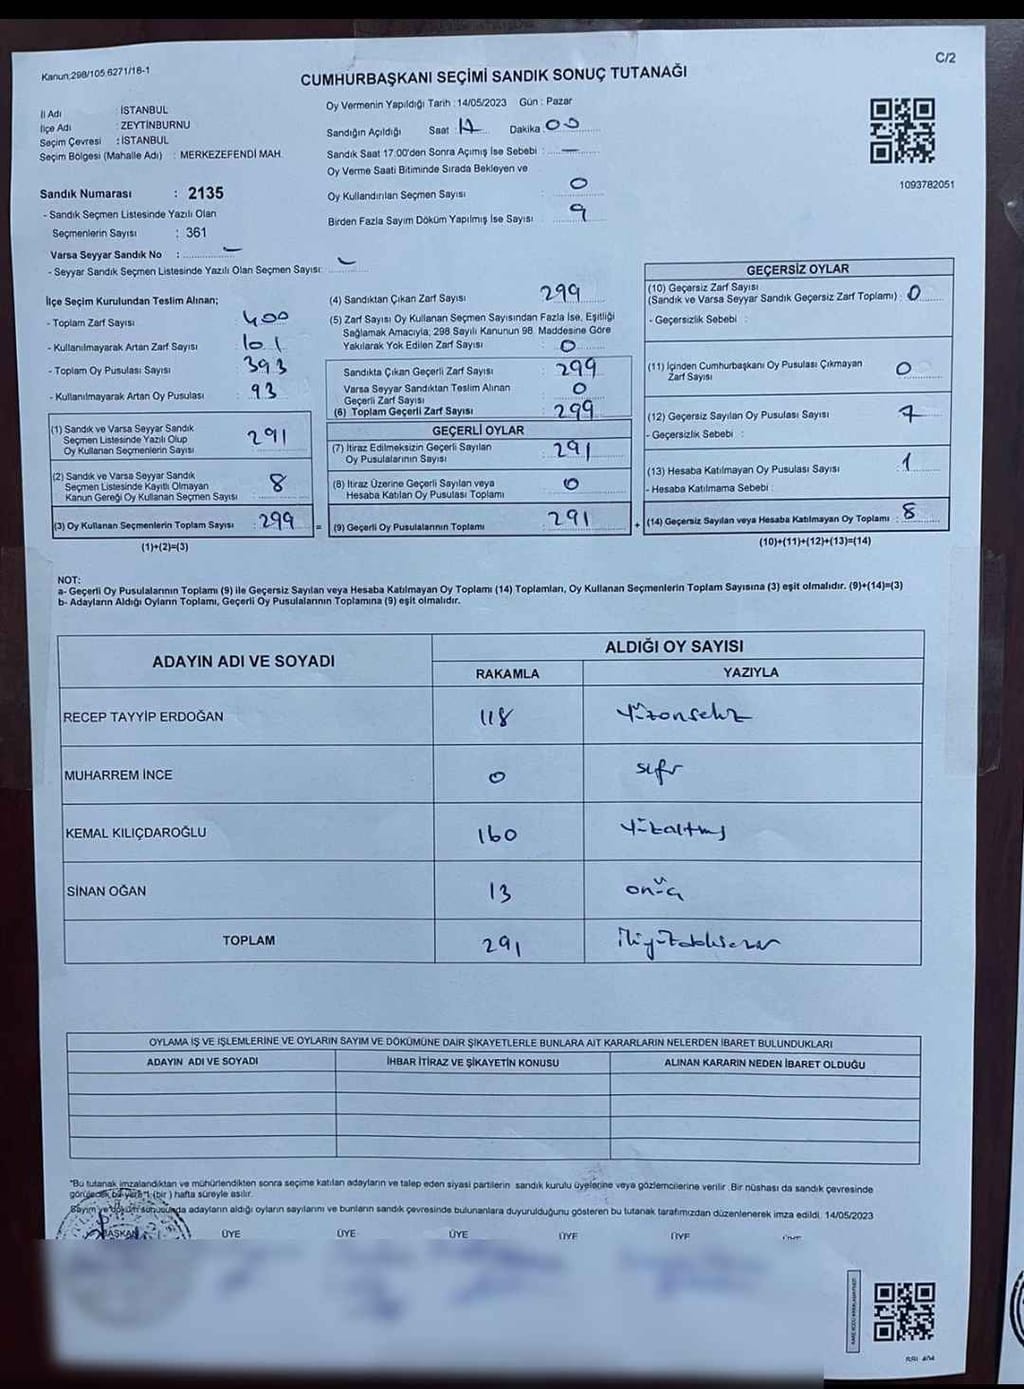 Kanun;298/105,6271/18-1
C/2
CUMHURBAŞKANI SEÇİMİ SANDIK SONUÇ TUTANAĞI
İl Adı : İSTANBUL
İlçe Adı : ZEYTİNBURNU
Seçim Çevresi : İSTANBUL
Seçim Bölgesi (Mahalle Adı) : MERKEZEFENDİ MAH.
Oy Vermenin Yapıldığı Tarih : 14/05/2023 Gün : Pazar
Sandığın Açıldığı Saat : 17 Dakika : 00
Sandık Saat 17:00'den Sonra Açılmış İse Sebebi : —
Oy Verme Saati Bitiminde Sırada Bekleyen ve
Oy Kullandırılan Seçmen Sayısı : 0
Birden Fazla Sayım Döküm Yapılmış İse Sayısı : 9
1093782051
Sandık Numarası : 2135
- Sandık Seçmen Listesinde Yazılı Olan
Seçmenlerin Sayısı : 361
Varsa Seyyar Sandık No : —
- Seyyar Sandık Seçmen Listesinde Yazılı Olan Seçmen Sayısı: —
İlçe Seçim Kurulundan Teslim Alınan;
- Toplam Zarf Sayısı : 400
- Kullanılmayarak Artan Zarf Sayısı : 101
- Toplam Oy Pusulası Sayısı : 393
- Kullanılmayarak Artan Oy Pusulası : 93
(1) Sandık ve Varsa Seyyar Sandık
Seçmen Listesinde Yazılı Olup
Oy Kullanan Seçmenlerin Sayısı : 291
(2) Sandık ve Varsa Seyyar Sandık
Seçmen Listesinde Kayıtlı Olmayan
Kanun Gereği Oy Kullanan Seçmen Sayısı : 8
(3) Oy Kullanan Seçmenlerin Toplam Sayısı : 299
(1)+(2)=(3)
(4) Sandıktan Çıkan Zarf Sayısı : 299
(5) Zarf Sayısı Oy Kullanan Seçmen Sayısından Fazla İse, Eşitliği
Sağlamak Amacıyla; 298 Sayılı Kanunun 98. Maddesine Göre
Yakılarak Yok Edilen Zarf Sayısı : 0
Sandıkta Çıkan Geçerli Zarf Sayısı : 299
Varsa Seyyar Sandıktan Teslim Alınan
Geçerli Zarf Sayısı : 0
(6) Toplam Geçerli Zarf Sayısı : 299
GEÇERLİ OYLAR
(7) İtiraz Edilmeksizin Geçerli Sayılan
Oy Pusulalarının Sayısı : 291
(8) İtiraz Üzerine Geçerli Sayılan veya
Hesaba Katılan Oy Pusulası Toplamı : 0
= (9) Geçerli Oy Pusulalarının Toplamı : 291
GEÇERSİZ OYLAR
(10) Geçersiz Zarf Sayısı
(Sandık ve Varsa Seyyar Sandık Geçersiz Zarf Toplamı) : 0
- Geçersizlik Sebebi :
(11) İçinden Cumhurbaşkanı Oy Pusulası Çıkmayan
Zarf Sayısı : 0
(12) Geçersiz Sayılan Oy Pusulası Sayısı : 7
- Geçersizlik Sebebi :
(13) Hesaba Katılmayan Oy Pusulası Sayısı : 1
- Hesaba Katılmama Sebebi :
+ (14) Geçersiz Sayılan veya Hesaba Katılmayan Oy Toplamı : 8
(10)+(11)+(12)+(13)=(14)
NOT:
a- Geçerli Oy Pusulalarının Toplamı (9) ile Geçersiz Sayılan veya Hesaba Katılmayan Oy Toplamı (14) Toplamları, Oy Kullanan Seçmenlerin Toplam Sayısına (3) eşit olmalıdır. (9)+(14)=(3)
b- Adayların Aldığı Oyların Toplamı, Geçerli Oy Pusulalarının Toplamına (9) eşit olmalıdır.
ADAYIN ADI VE SOYADI
ALDIĞI OY SAYISI
RAKAMLA YAZIYLA
RECEP TAYYİP ERDOĞAN 118 Yüzonsekiz
MUHARREM İNCE 0 sıfır
KEMAL KILIÇDAROĞLU 160 Yüzaltmış
SİNAN OĞAN 13 onüç
TOPLAM 291 İkiyüzdoksanbir
OYLAMA İŞ VE İŞLEMLERİNE VE OYLARIN SAYIM VE DÖKÜMÜNE DAİR ŞİKAYETLERLE BUNLARA AİT KARARLARIN NELERDEN İBARET BULUNDUKLARI
ADAYIN ADI VE SOYADI İHBAR İTİRAZ VE ŞİKAYETİN KONUSU ALINAN KARARIN NEDEN İBARET OLDUĞU
*Bu tutanak imzalandıktan ve mühürlendikten sonra seçime katılan adayların ve talep eden siyasi partilerin sandık kurulu üyelerine veya gözlemcilerine verilir. Bir nüshası da sandık çevresinde
görülecek bir yere 1 (bir) hafta süreyle asılır.
Sayım ve döküm sonucunda adayların aldığı oyların sayılarını ve bunların sandık çevresinde bulunanlara duyurulduğunu gösteren bu tutanak tarafımızdan düzenlenerek imza edildi. 14/05/2023
BAŞKAN ÜYE ÜYE ÜYE ÜYE ÜYE ÜYE